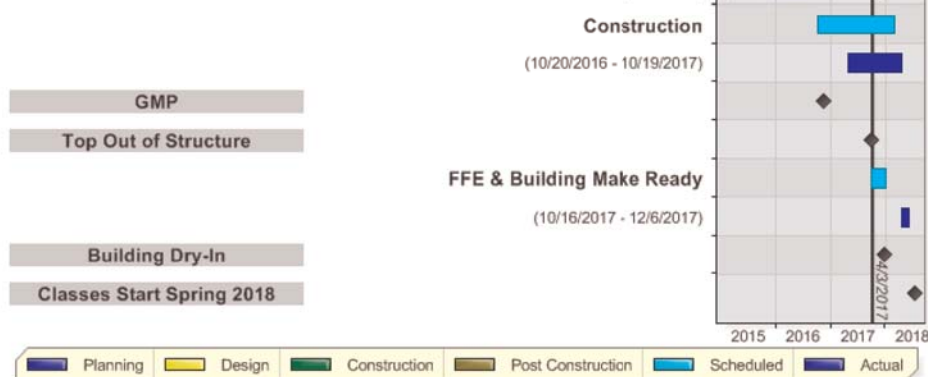 Construction
(10/20/2016 - 10/19/2017)
GMP
Top Out of Structure
FFE & Building Make Ready
(10/16/2017 - 12/6/2017)
Building Dry-In
Classes Start Spring 2018
4/3/2017
2015 2016 2017 2018
Planning Design Construction Post Construction Scheduled Actual